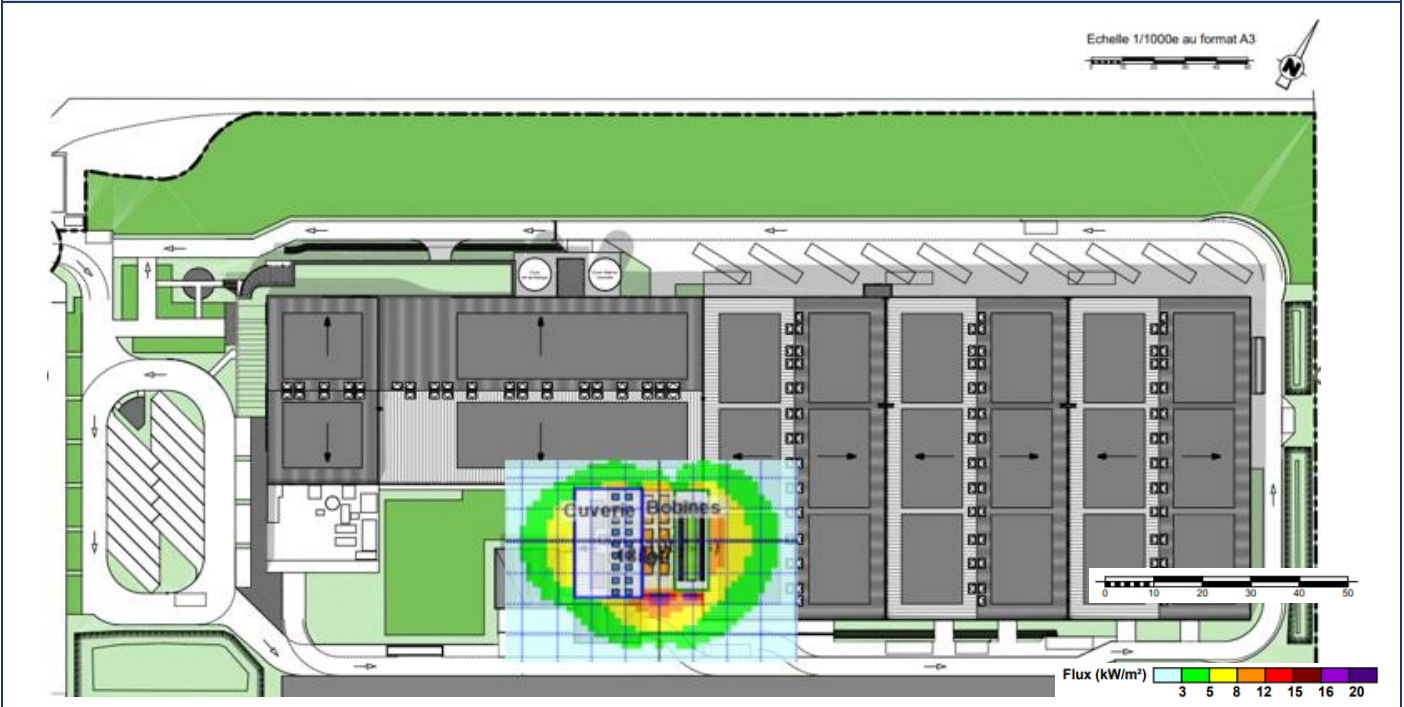 Echelle 1/1000e au format A3
N
Cuverie Bobines
0 10 20 30 40 50
Flux (kW/m²)
3 5 8 12 15 16 20